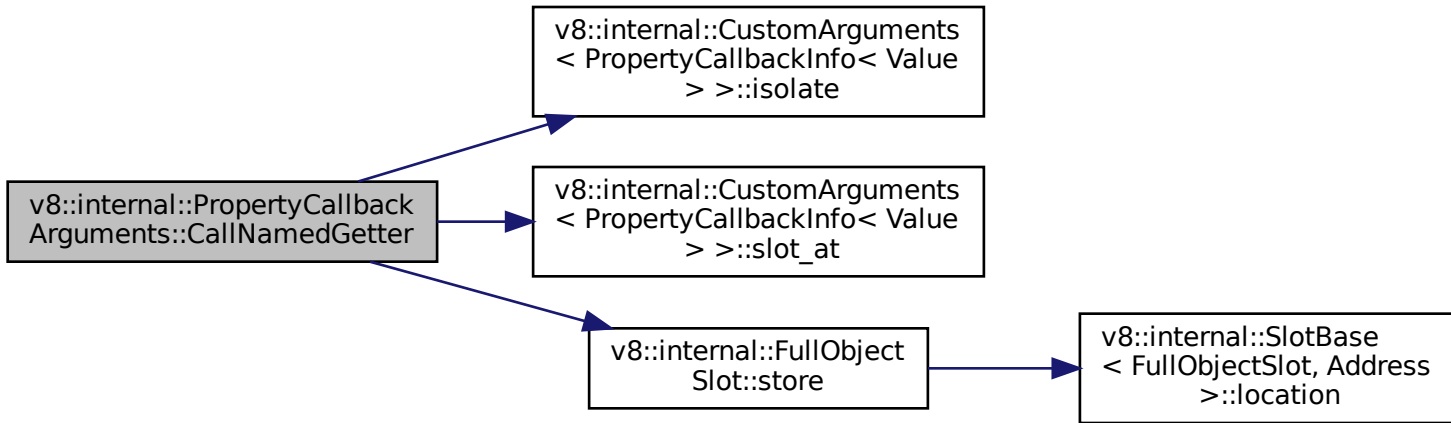 v8::internal::CustomArguments
< PropertyCallbackInfo< Value
> >::isolate
v8::internal::PropertyCallback
Arguments::CallNamedGetter
v8::internal::CustomArguments
< PropertyCallbackInfo< Value
> >::slot_at
v8::internal::FullObject
Slot::store
v8::internal::SlotBase
< FullObjectSlot, Address
>::location